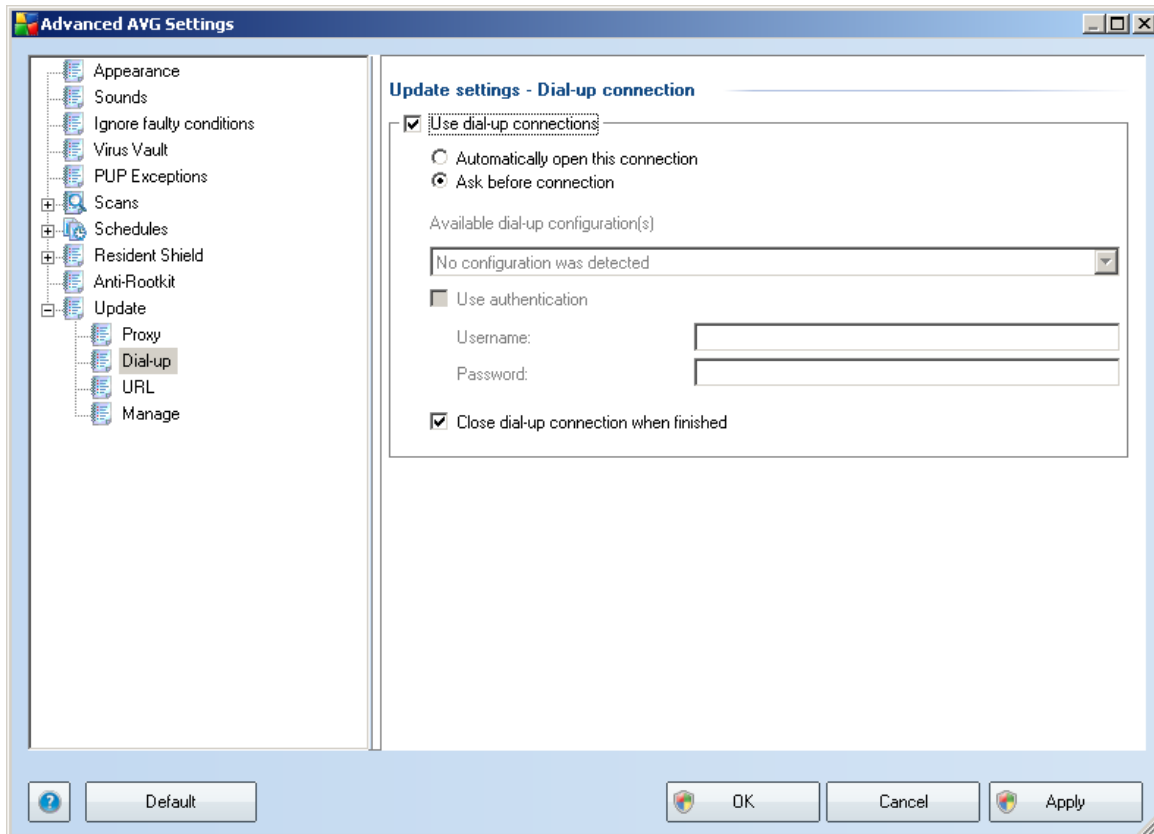 Advanced AVG Settings
Appearance
Sounds
Ignore faulty conditions
Virus Vault
PUP Exceptions
Scans
Schedules
Resident Shield
Anti-Rootkit
Update
Proxy
Dial-up
URL
Manage
Update settings - Dial-up connection
Use dial-up connections
Automatically open this connection
Ask before connection
Available dial-up configuration(s)
No configuration was detected
Use authentication
Username:
Password:
Close dial-up connection when finished
?
Default
OK
Cancel
Apply